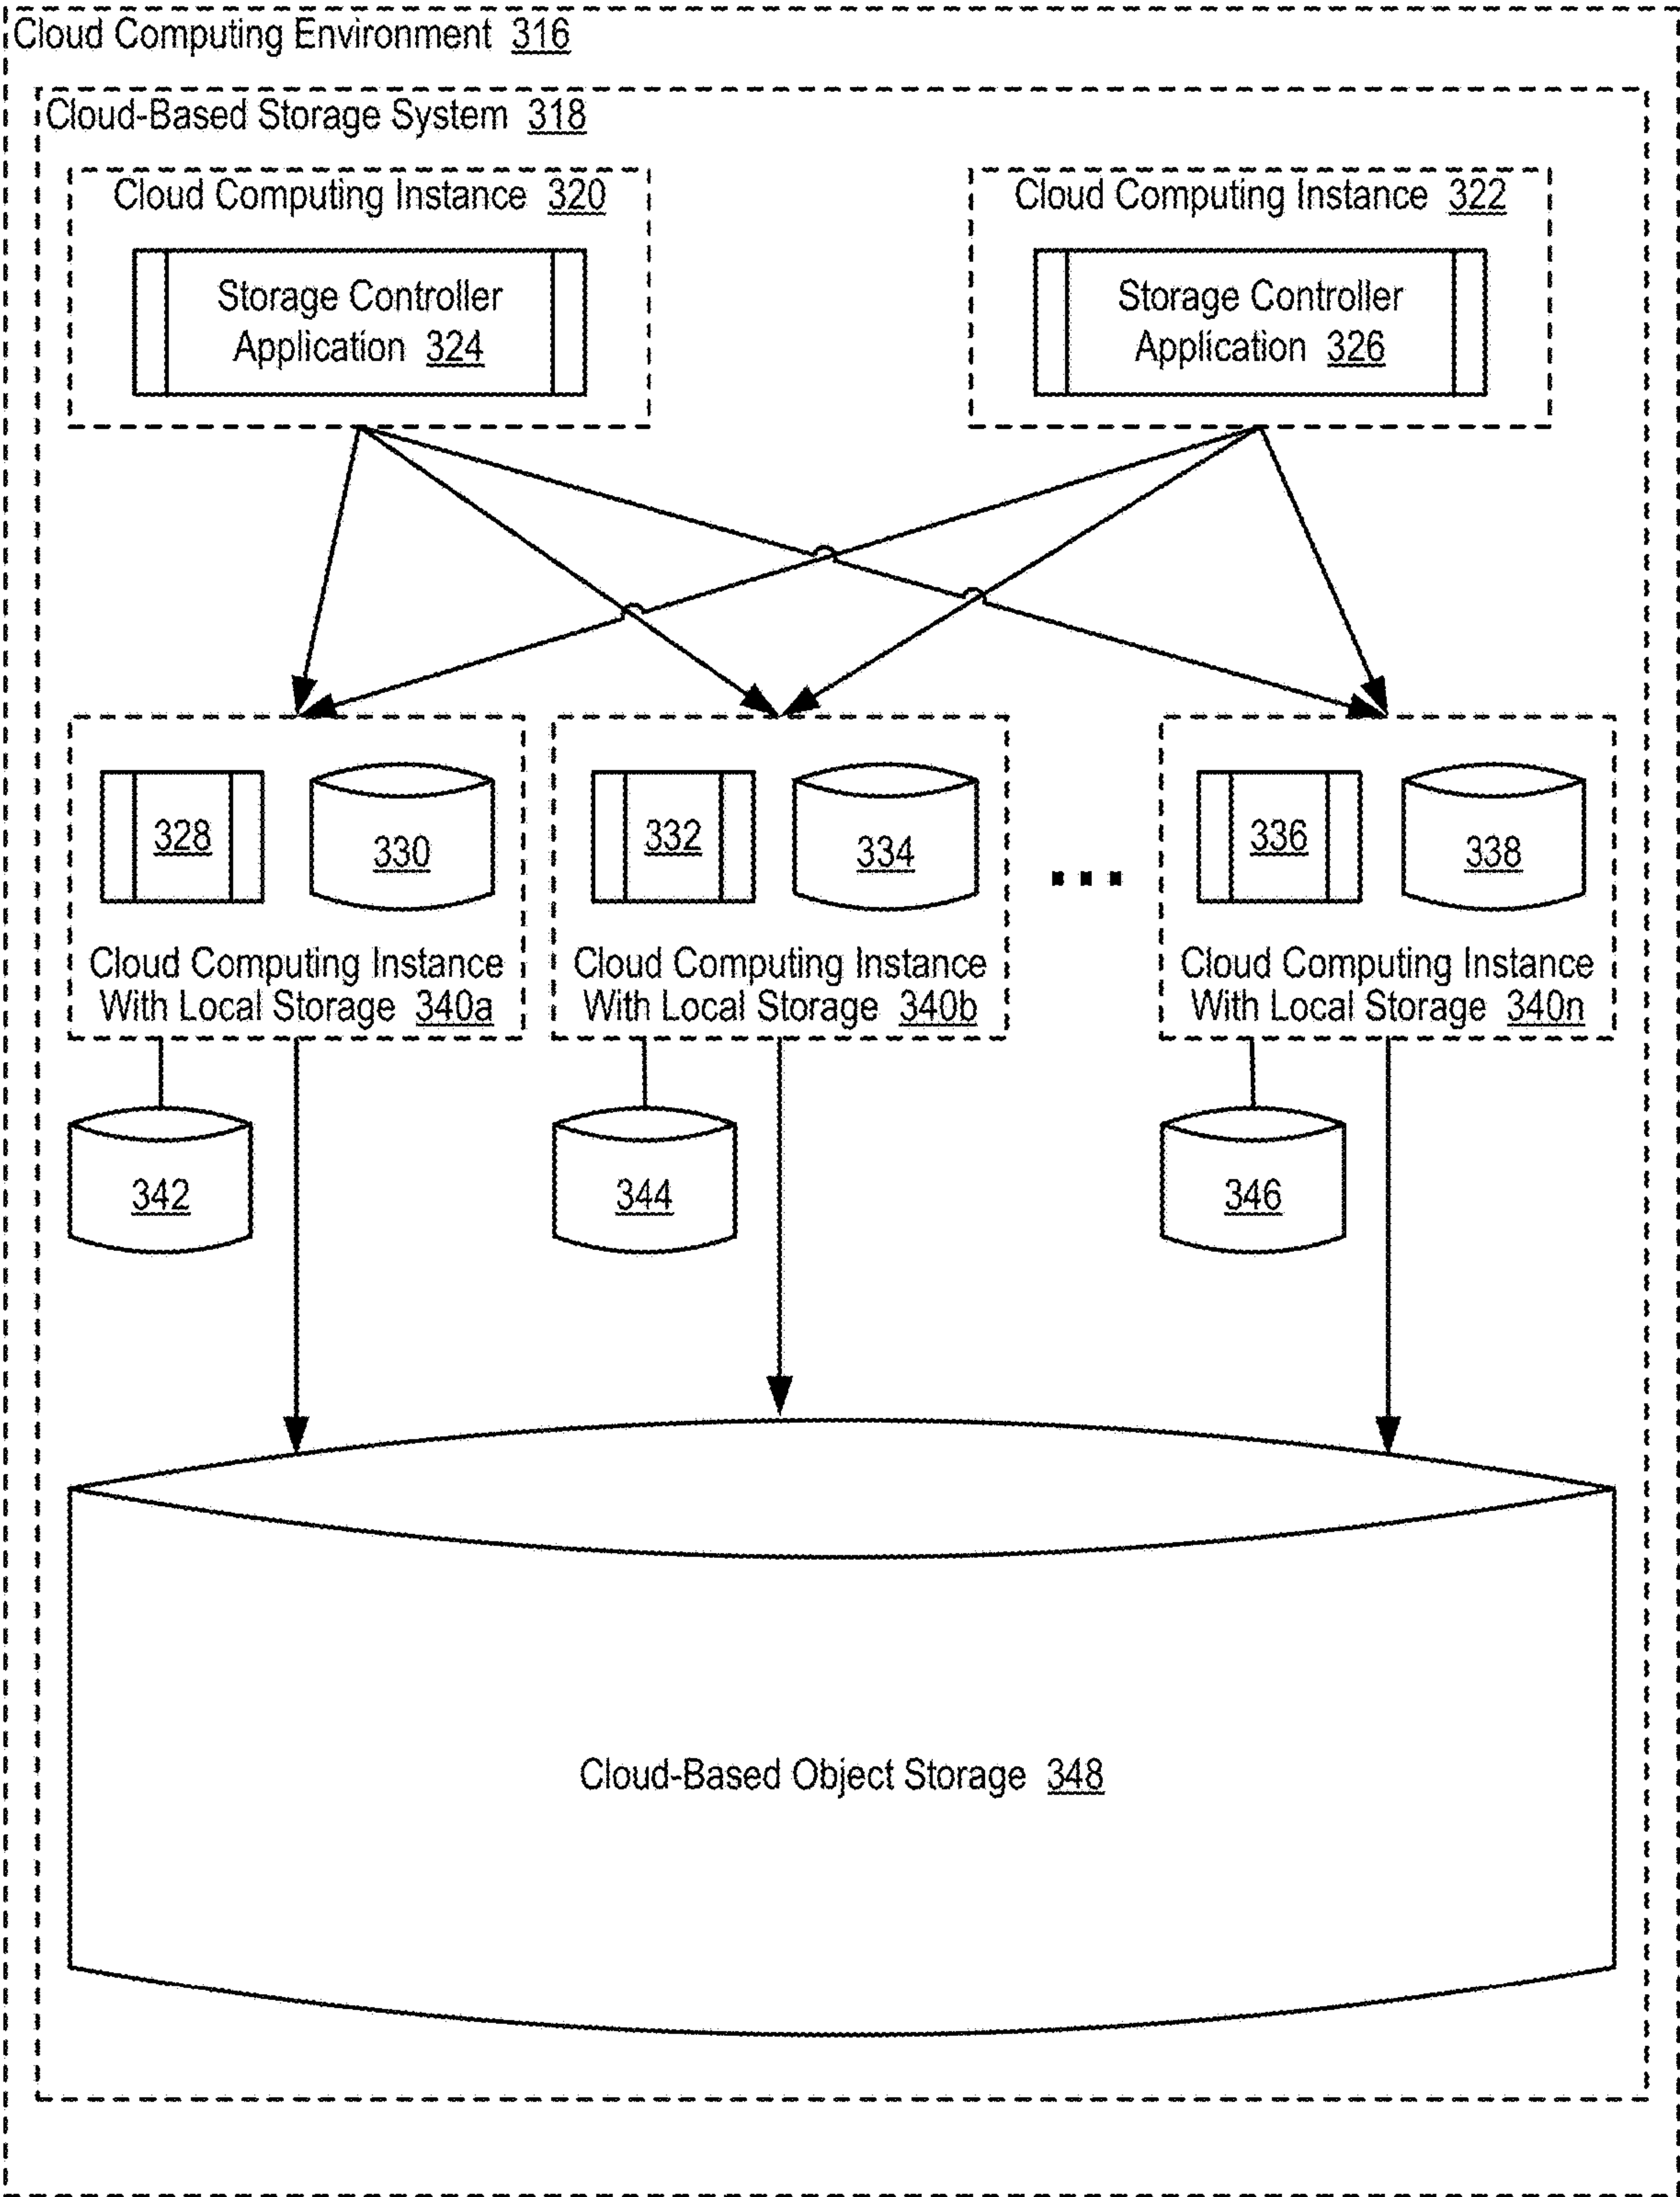 Cloud Computing Environment 316
Cloud-Based Storage System 318
Cloud Computing Instance 320
Storage Controller
Application 324
Cloud Computing Instance 322
Storage Controller
Application 326
328
330
Cloud Computing Instance
With Local Storage 340a
332
334
Cloud Computing Instance
With Local Storage 340b
...
336
338
Cloud Computing Instance
With Local Storage 340n
342
344
346
Cloud-Based Object Storage 348